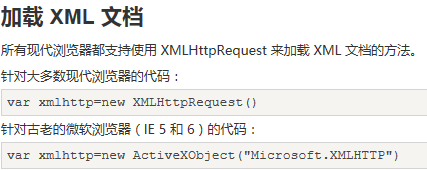 加载 XML 文档
所有现代浏览器都支持使用 XMLHttpRequest 来加载 XML 文档的方法。
针对大多数现代浏览器的代码：
var xmlhttp=new XMLHttpRequest()
针对古老的微软浏览器（IE 5 和 6）的代码：
var xmlhttp=new ActiveXObject("Microsoft.XMLHTTP")